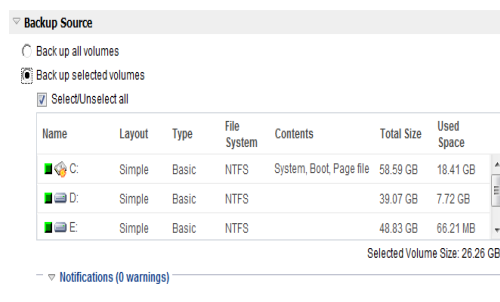 Backup Source
Back up all volumes
Back up selected volumes
Select/Unselect all
Name Layout Type File System Contents Total Size Used Space
C: Simple Basic NTFS System, Boot, Page file 58.59 GB 18.41 GB
D: Simple Basic NTFS 39.07 GB 7.72 GB
E: Simple Basic NTFS 48.83 GB 66.21 MB
Selected Volume Size: 26.26 GB
Notifications (0 warnings)